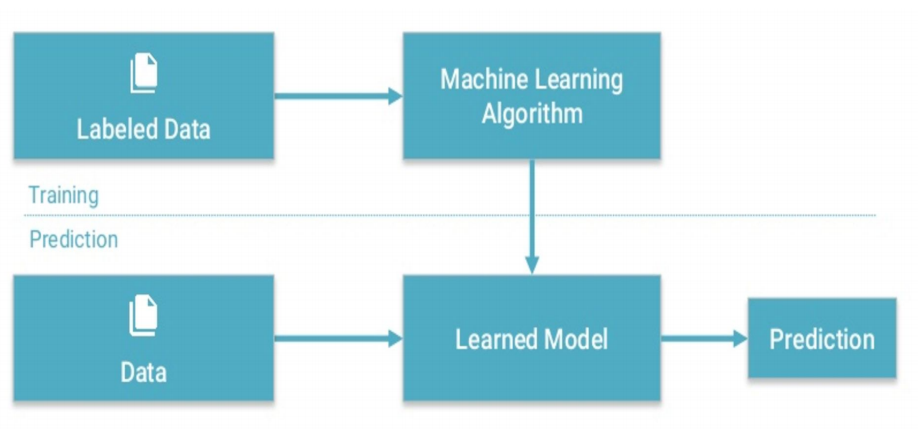 Labeled Data
Machine Learning
Algorithm
Training
Prediction
Data
Learned Model
Prediction